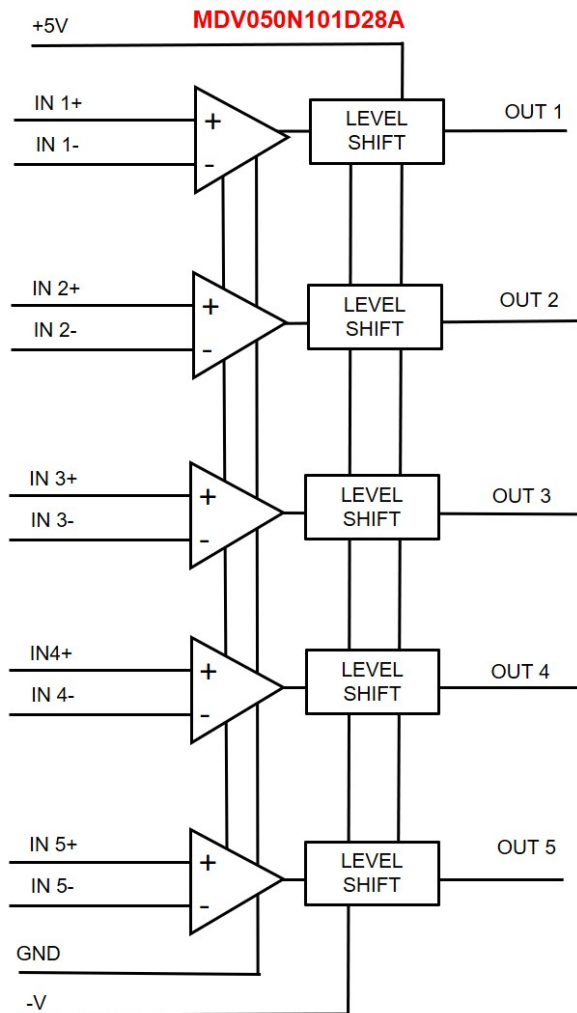 MDV050N101D28A
+5V
IN 1+
+
LEVEL
SHIFT
OUT 1
IN 1-
-
IN 2+
+
LEVEL
SHIFT
OUT 2
IN 2-
-
IN 3+
+
LEVEL
SHIFT
OUT 3
IN 3-
-
IN4+
+
LEVEL
SHIFT
OUT 4
IN 4-
-
IN 5+
+
LEVEL
SHIFT
OUT 5
IN 5-
-
GND
-V